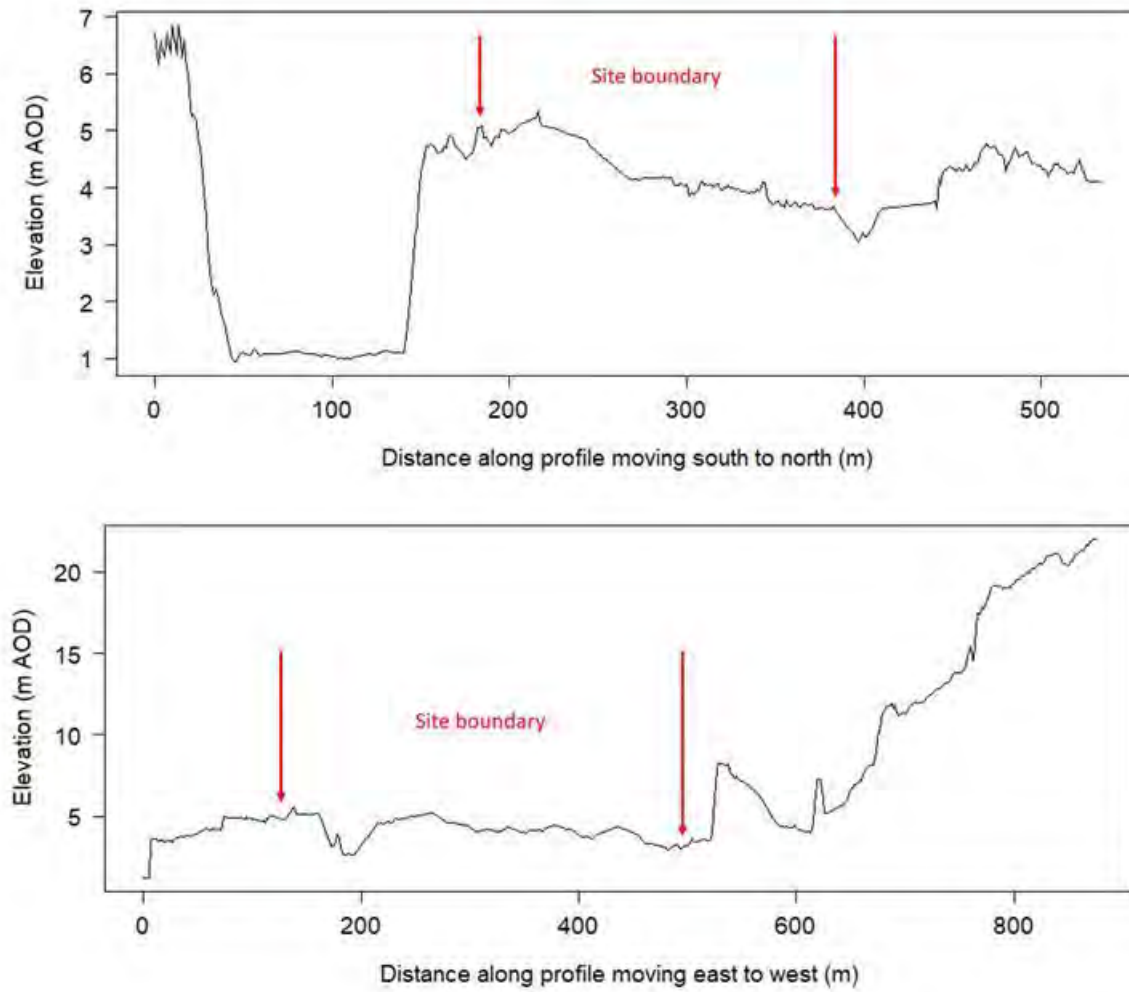 Elevation (m AOD)
7
6
5
4
3
2
1
Site boundary
0 100 200 300 400 500
Distance along profile moving south to north (m)
Elevation (m AOD)
20
15
10
5
Site boundary
0 200 400 600 800
Distance along profile moving east to west (m)